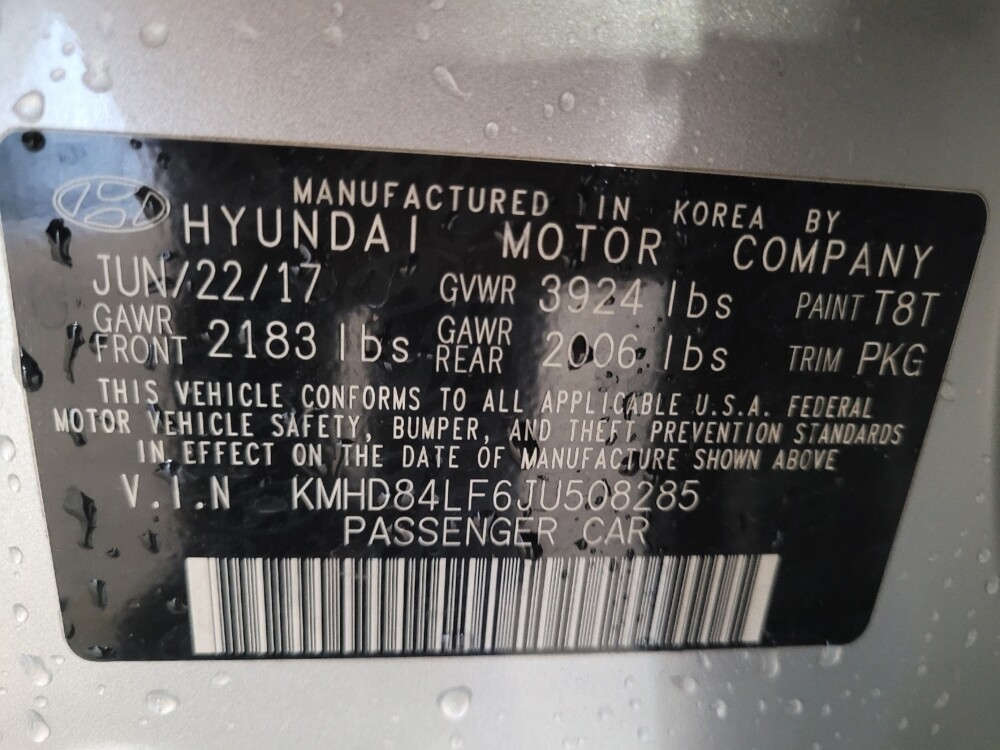 MANUFACTURED IN KOREA BY
HYUNDAI MOTOR COMPANY
JUN/22/17 GVWR 3924 lbs PAINT T8T
GAWR FRONT 2183 lbs GAWR REAR 2006 lbs TRIM PKG
THIS VEHICLE CONFORMS TO ALL APPLICABLE U.S.A. FEDERAL
MOTOR VEHICLE SAFETY, BUMPER, AND THEFT PREVENTION STANDARDS
IN EFFECT ON THE DATE OF MANUFACTURE SHOWN ABOVE
V.I.N KMHD84LF6JU508285
PASSENGER CAR